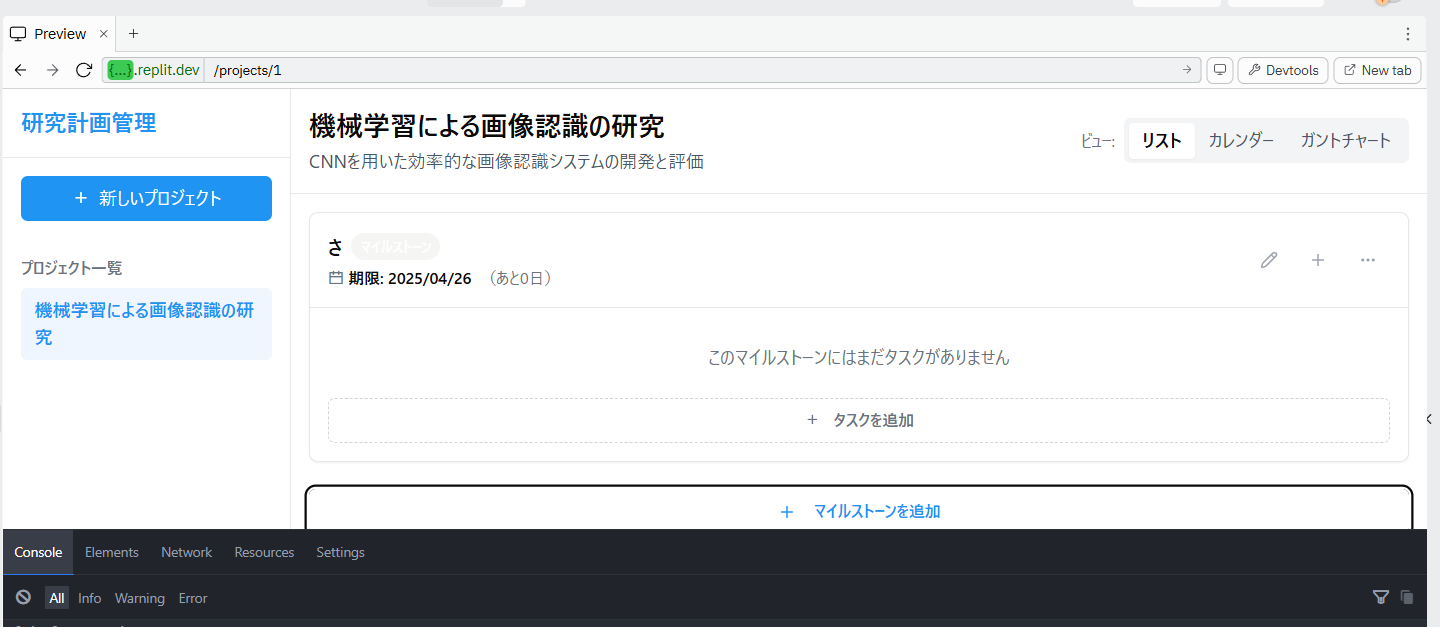 Preview
{...}.replit.dev /projects/1
Devtools
New tab
研究計画管理
+ 新しいプロジェクト
プロジェクト一覧
機械学習による画像認識の研
究
機械学習による画像認識の研究
CNNを用いた効率的な画像認識システムの開発と評価
ビュー: リスト カレンダー ガントチャート
さ マイルストーン
期限: 2025/04/26 （あと0日）
このマイルストーンにはまだタスクがありません
+ タスクを追加
+ マイルストーンを追加
Console Elements Network Resources Settings
All Info Warning Error